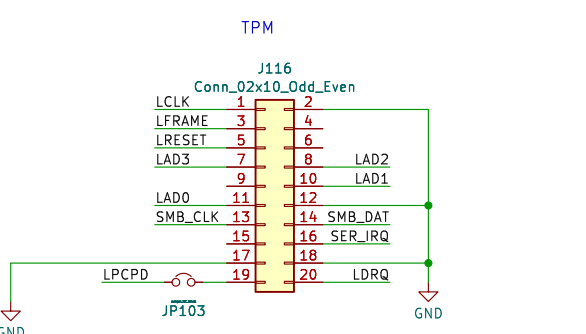 TPM
J116
Conn_02x10_Odd_Even
LCLK 1 2
LFRAME 3 4
LRESET 5 6
LAD3 7 8 LAD2
9 10 LAD1
LAD0 11 12
SMB_CLK 13 14 SMB_DAT
15 16 SER_IRQ
17 18
LPCPD 19 20 LDRQ
JP103
GND
GND